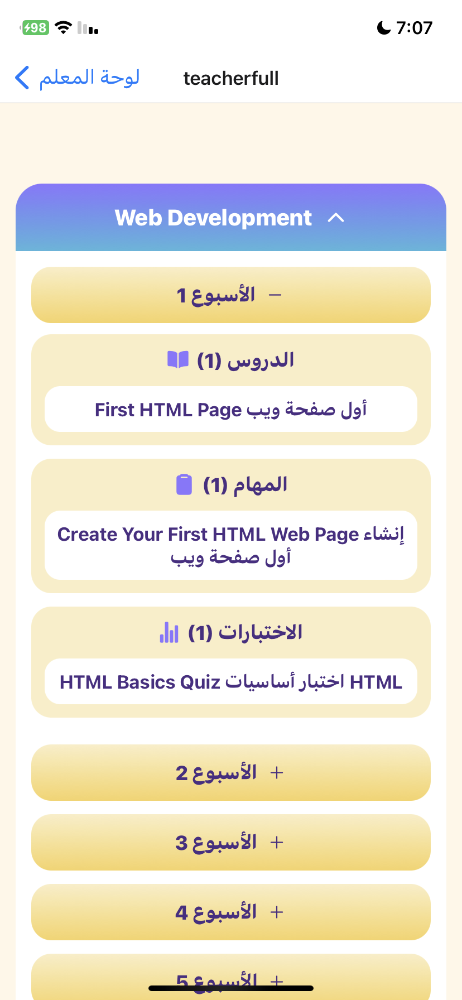 98
7:07
لوحة المعلم
teacherfull
Web Development
الأسبوع 1
الدروس (1)
أول صفحة ويب First HTML Page
المهام (1)
إنشاء Create Your First HTML Web Page
أول صفحة ويب
الاختبارات (1)
HTML اختبار أساسيات HTML Basics Quiz
الأسبوع 2
الأسبوع 3
الأسبوع 4
الأسبوع 5